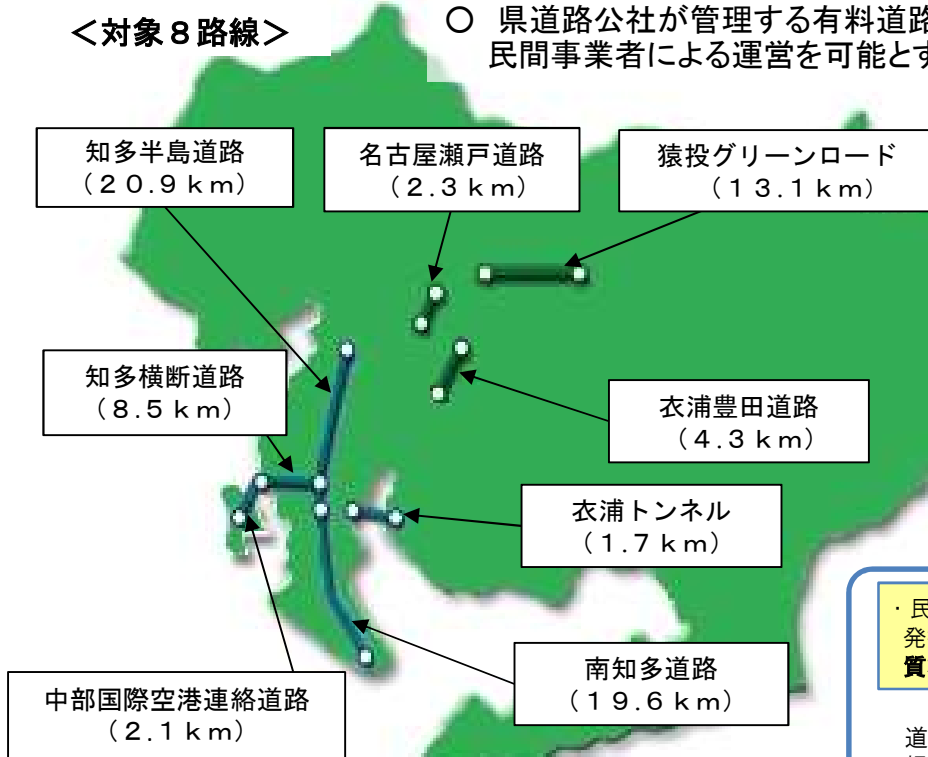 ＜対象８路線＞
○ 県道路公社が管理する有料道路
民間事業者による運営を可能とす
知多半島道路
（２０.９ｋｍ）
名古屋瀬戸道路
（２.３ｋｍ）
猿投グリーンロード
（１３.１ｋｍ）
知多横断道路
（８.５ｋｍ）
衣浦豊田道路
（４.３ｋｍ）
衣浦トンネル
（１.７ｋｍ）
南知多道路
（１９.６ｋｍ）
中部国際空港連絡道路
（２.１ｋｍ）
・民
発
質
道